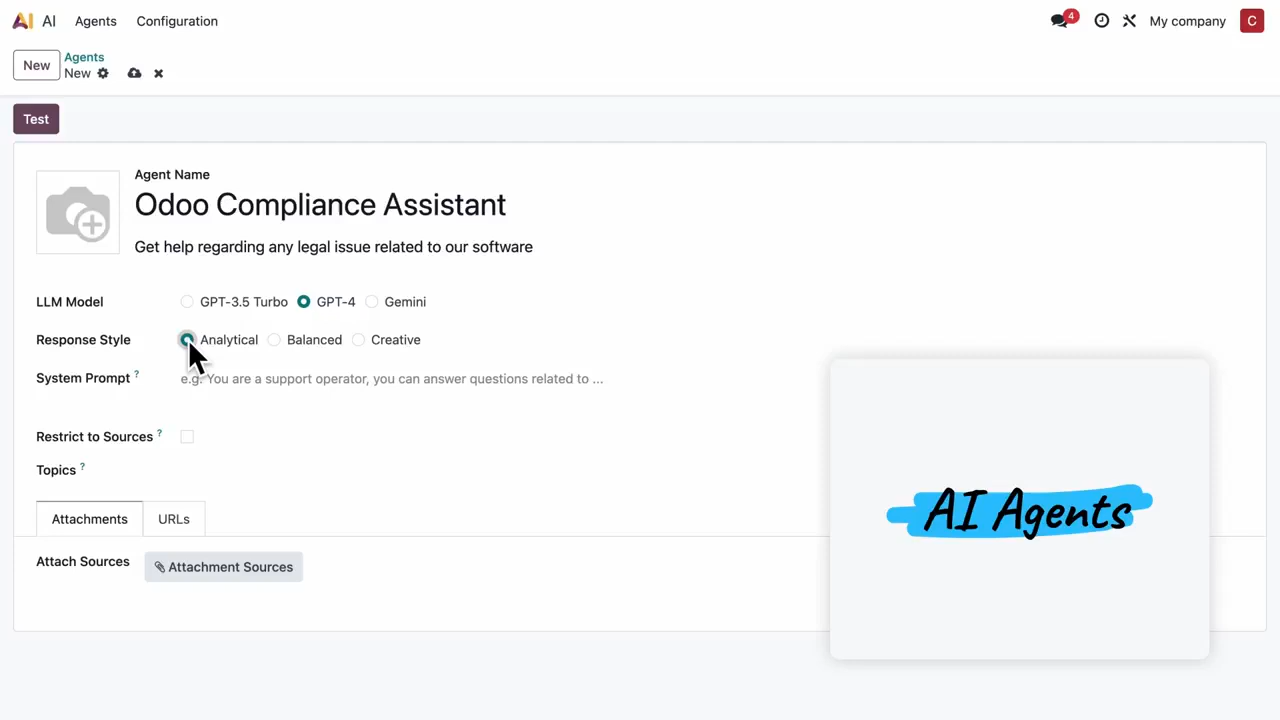 AI AI Agents Configuration 4 My company C
New Agents
New
Test
Agent Name
Odoo Compliance Assistant
Get help regarding any legal issue related to our software
LLM Model GPT-3.5 Turbo GPT-4 Gemini
Response Style Analytical Balanced Creative
System Prompt ? e.g. You are a support operator, you can answer questions related to ...
Restrict to Sources ?
Topics ?
AI Agents
Attachments URLs
Attach Sources Attachment Sources